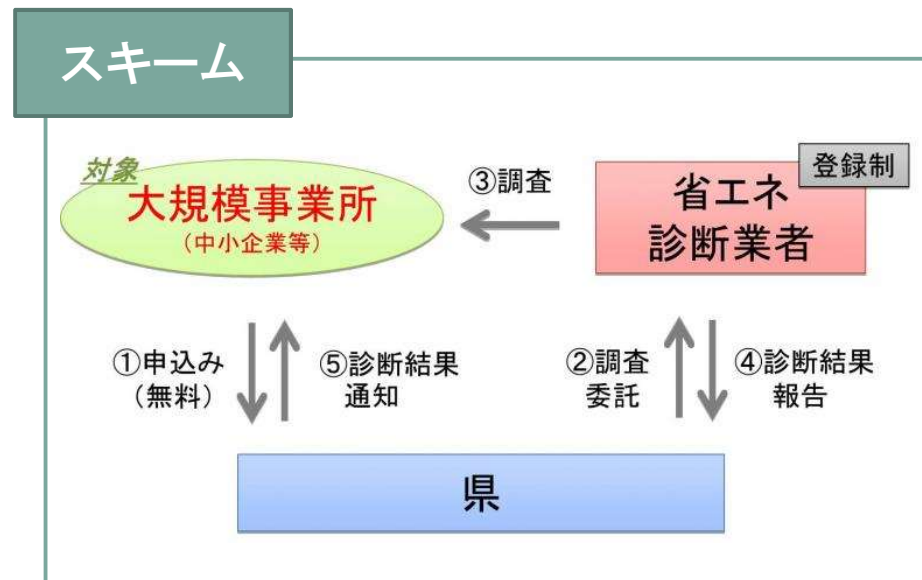 スキーム
対象
大規模事業所
（中小企業等）
③調査
登録制
省エネ
診断業者
①申込み
（無料）
⑤診断結果
通知
②調査
委託
④診断結果
報告
県